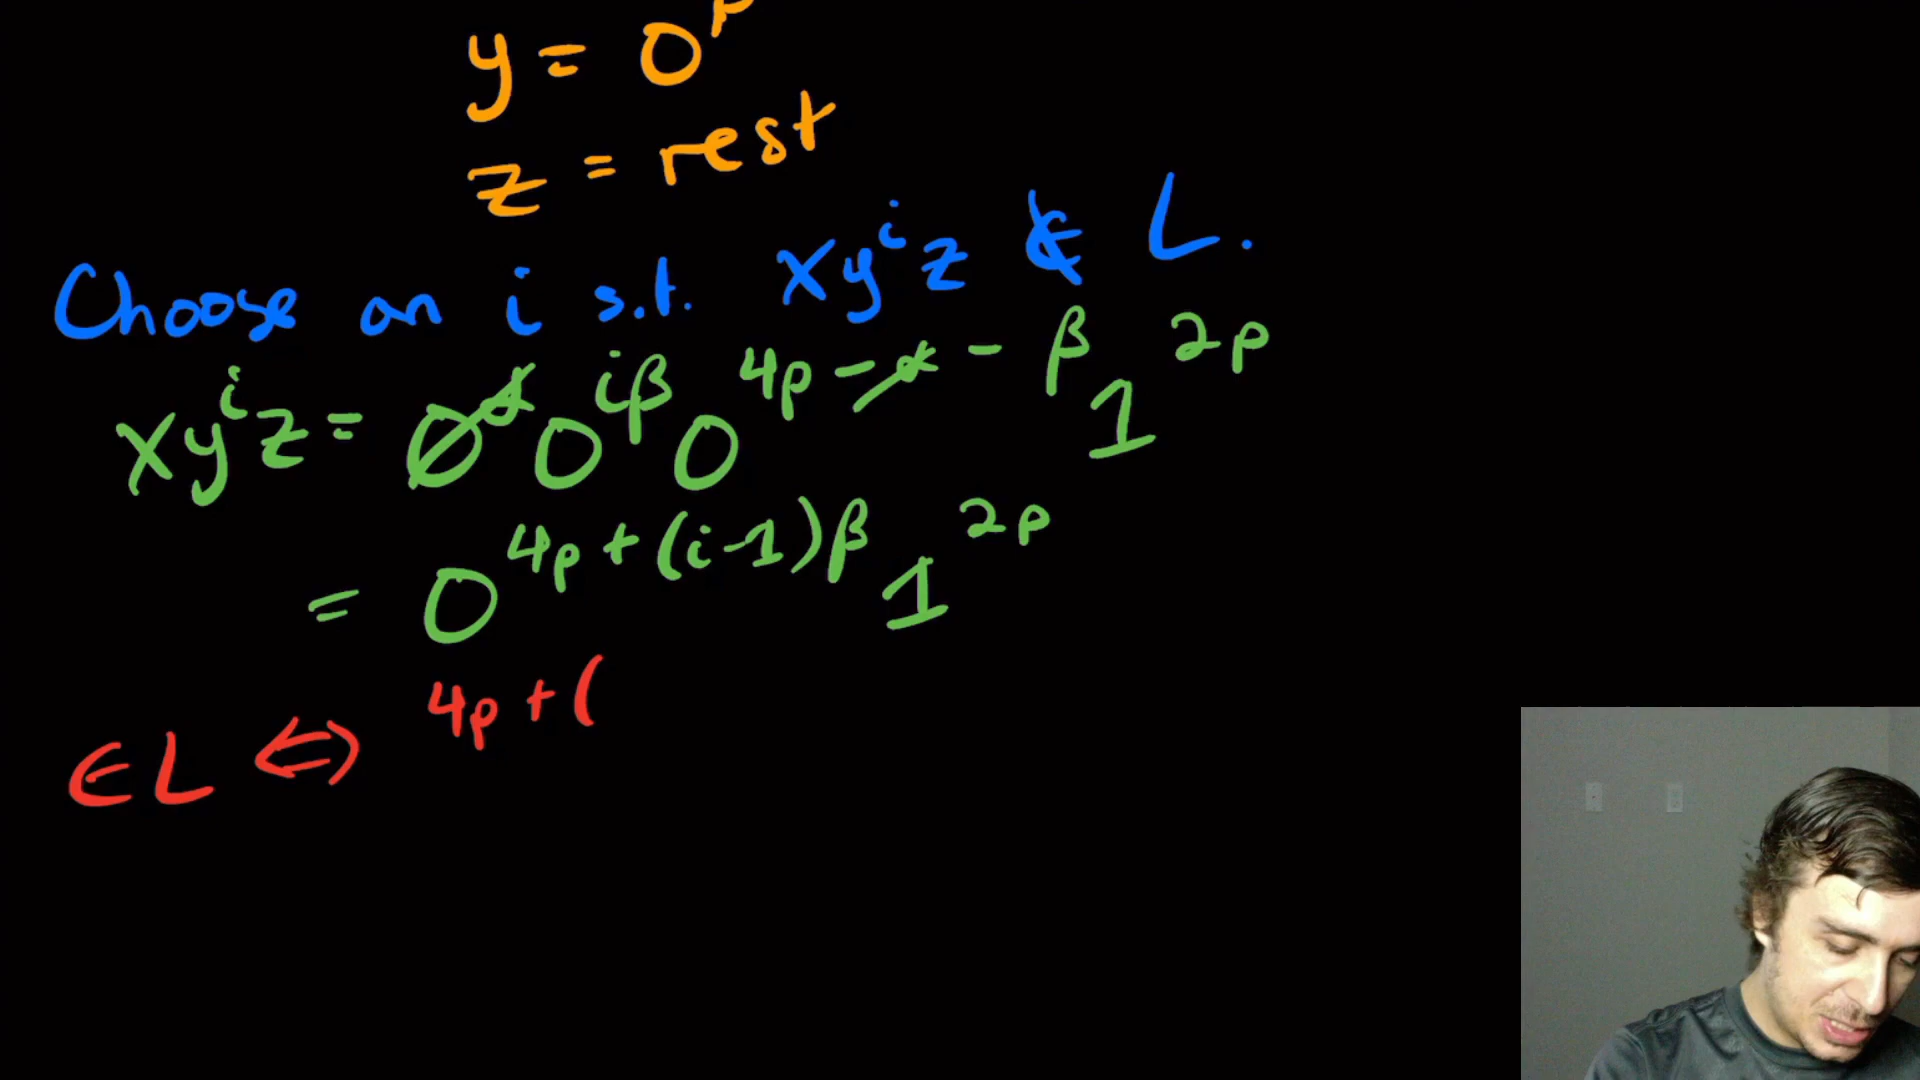 y = 0^β
z = rest
Choose an i s.t. xy^i z ∉ L.
xy^i z = 0^α 0^{iβ} 0^{4p - α - β} 1^{2p}
= 0^{4p + (i-1)β} 1^{2p}
∈ L ⇔ 4p + (